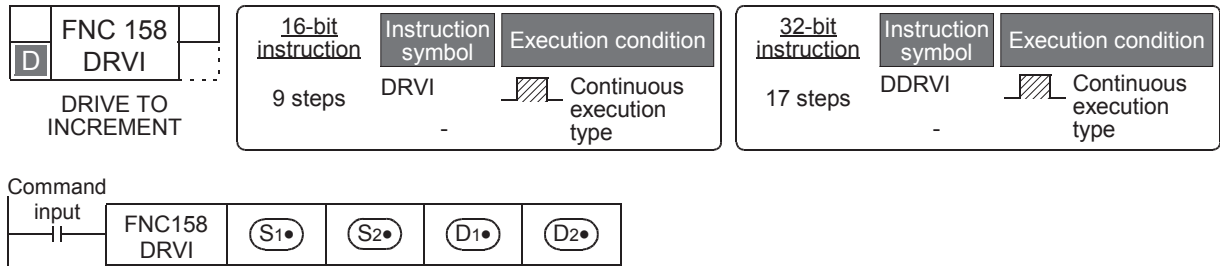 FNC 158
D DRVI
DRIVE TO
INCREMENT
16-bit
instruction
Instruction
symbol
Execution condition
9 steps
DRVI
Continuous
execution
type
-
32-bit
instruction
Instruction
symbol
Execution condition
17 steps
DDRVI
Continuous
execution
type
-
Command
input
FNC158
DRVI
S1•
S2•
D1•
D2•